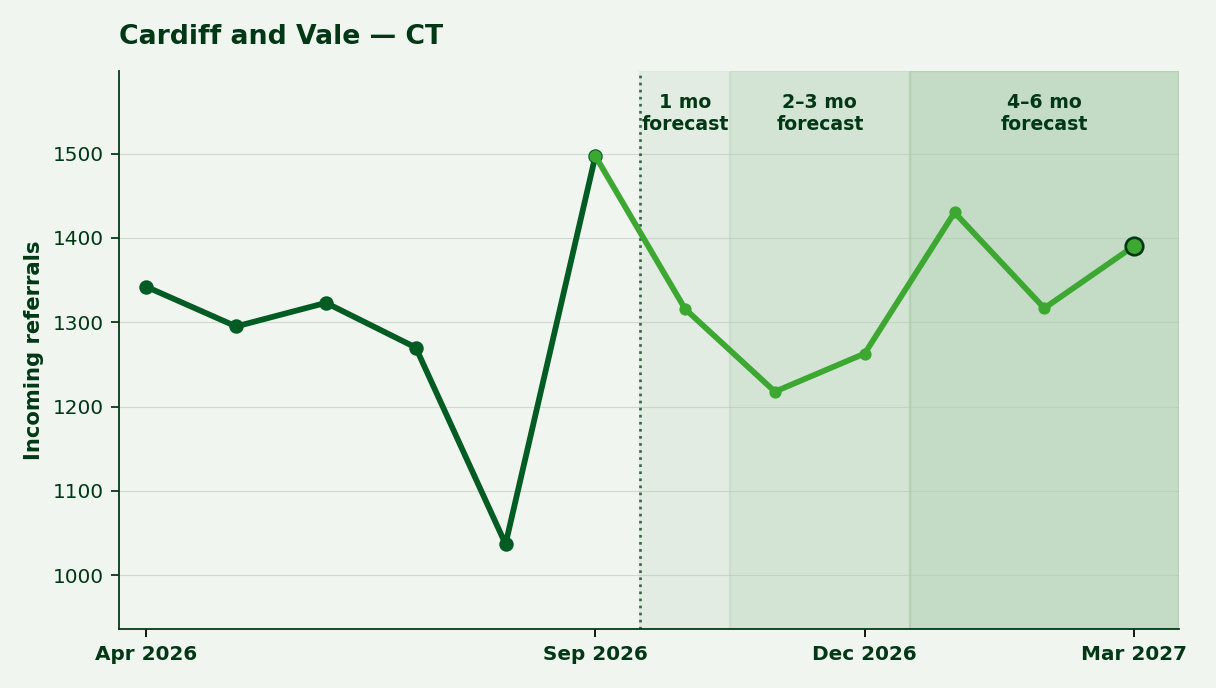 Cardiff and Vale — CT
1 mo
forecast
2–3 mo
forecast
4–6 mo
forecast
Incoming referrals
1500
1400
1300
1200
1100
1000
Apr 2026
Sep 2026
Dec 2026
Mar 2027